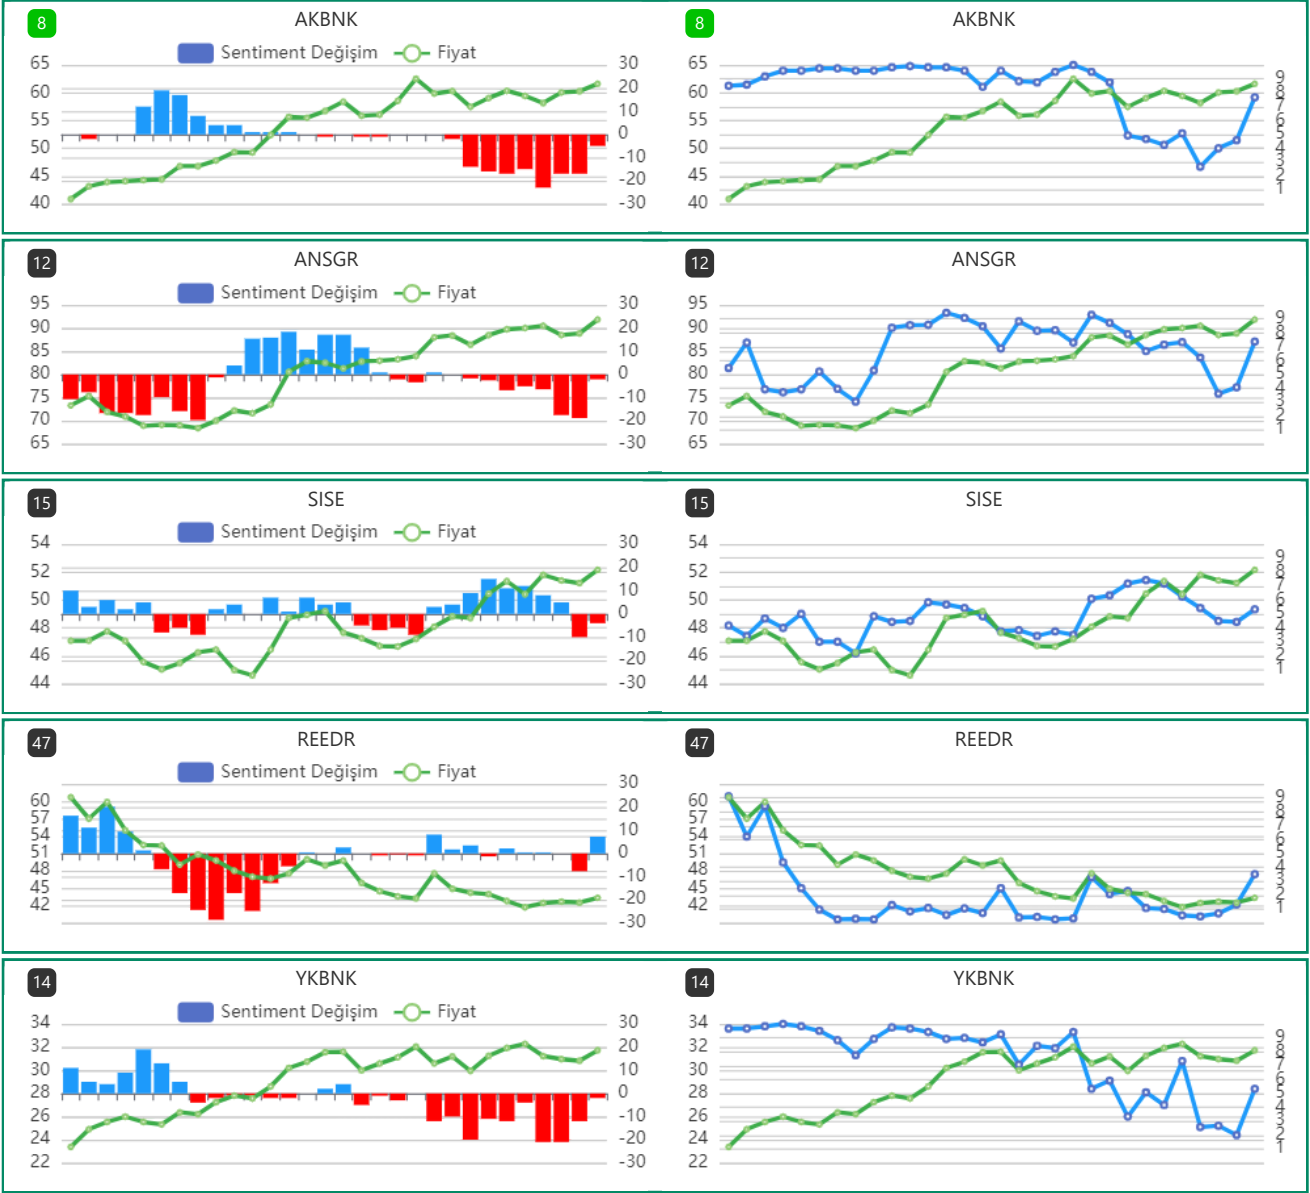 8 AKBNK 8 AKBNK
Sentiment Değişim Fiyat
65 30 65
60 20 60 9
55 10 55 8
50 0 50 7
45 -10 45 6
40 -20 40 5
-30 4
3
2
1
12 ANSGR 12 ANSGR
Sentiment Değişim Fiyat
95 30 95
90 20 90 9
85 10 85 8
80 0 80 7
75 -10 75 6
70 -20 70 5
65 -30 65 4
3
2
1
15 SISE 15 SISE
Sentiment Değişim Fiyat
54 30 54
52 20 52 9
50 10 50 8
48 0 48 7
46 -10 46 6
44 -20 44 5
-30 4
3
2
1
47 REEDR 47 REEDR
Sentiment Değişim Fiyat
60 30 60 9
57 20 57 8
54 10 54 7
51 0 51 6
48 -10 48 5
45 -20 45 4
42 -30 42 3
2
1
14 YKBNK 14 YKBNK
Sentiment Değişim Fiyat
34 30 34
32 20 32 9
30 10 30 8
28 0 28 7
26 -10 26 6
24 -20 24 5
22 -30 22 4
3
2
1